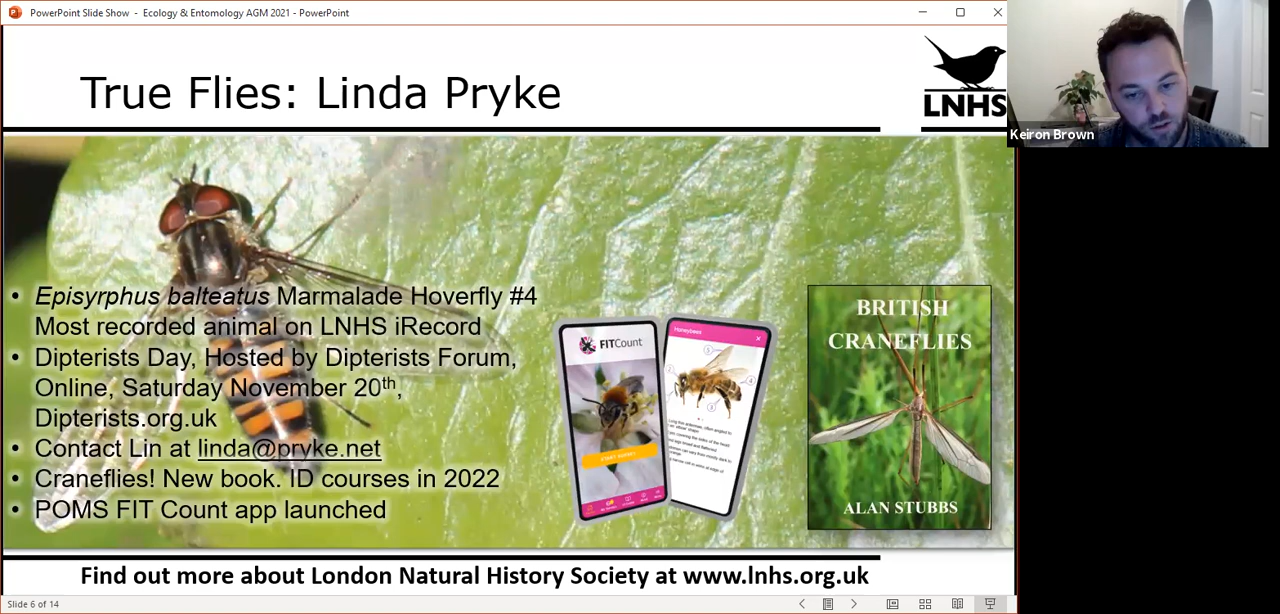 PowerPoint Slide Show - Ecology & Entomology AGM 2021 - PowerPoint
True Flies: Linda Pryke
LNHS
Keiron Brown
• Episyrphus balteatus Marmalade Hoverfly #4
Most recorded animal on LNHS iRecord
• Dipterists Day, Hosted by Dipterists Forum,
Online, Saturday November 20th,
Dipterists.org.uk
• Contact Lin at linda@pryke.net
• Craneflies! New book. ID courses in 2022
• POMS FIT Count app launched
FITCount
Honeybees
BRITISH
CRANEFLIES
ALAN STUBBS
Find out more about London Natural History Society at www.lnhs.org.uk
Slide 6 of 14